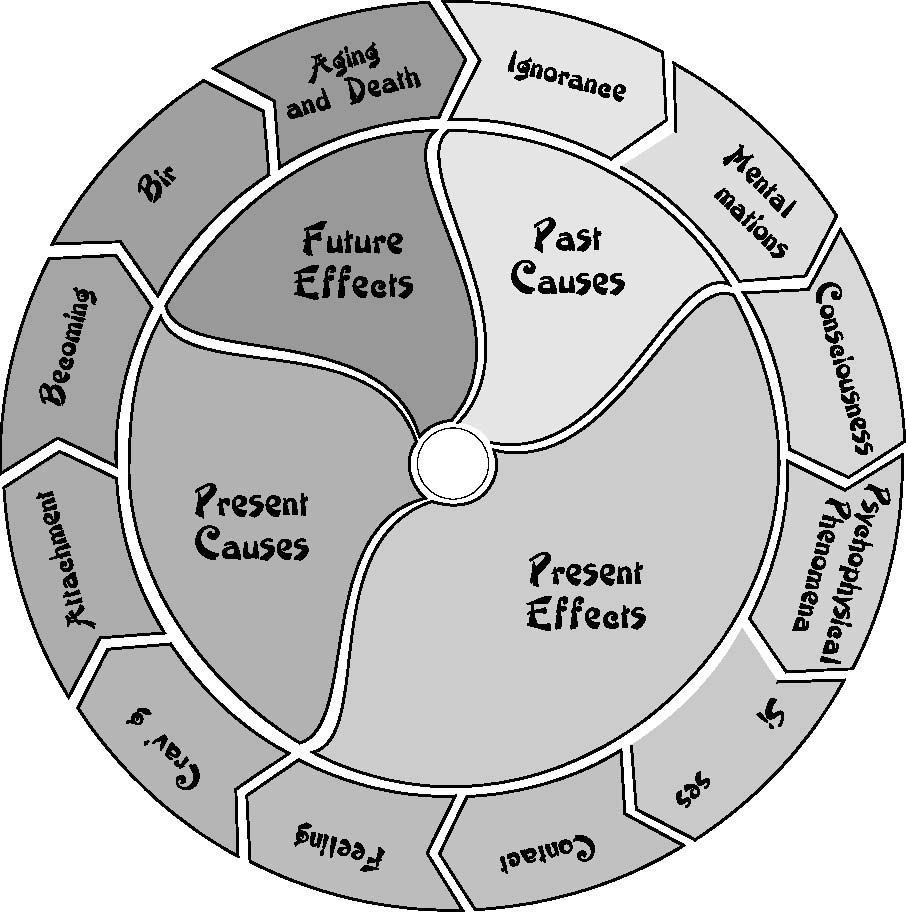 Ignorance
Mental
mations
Consciousness
Psychophysical
Phenomena
Si
ses
Contact
Feeling
Crav g
Attachment
Becoming
Bir
Aging
and Death
Past
Causes
Present
Effects
Present
Causes
Future
Effects